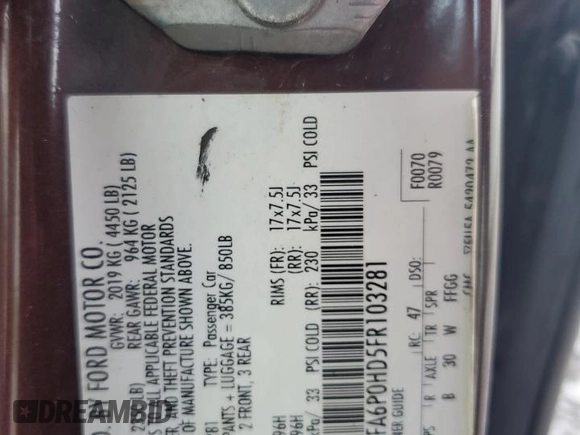 FORD MOTOR CO.
GVWR: 2019 KG ( 4450 LB)
REAR GAWR: 964 KG ( 2125 LB)
ALL APPLICABLE FEDERAL MOTOR
THEFT PREVENTION STANDARDS
OF MANUFACTURE SHOWN ABOVE.
TYPE: Passenger Car
+ LUGGAGE = 385KG/ 850LB
2 FRONT, 3 REAR
RIMS (FR): 17x7.5J
(RR): 17x7.5J
33 PSI COLD (RR): 230 kPa/ 33 PSI COLD
FA6P0HD5FR103281
F0070
R0079
RC: 47 DSO:
R AXLE TR SPR
B 30 W FFGG
DREAMBID